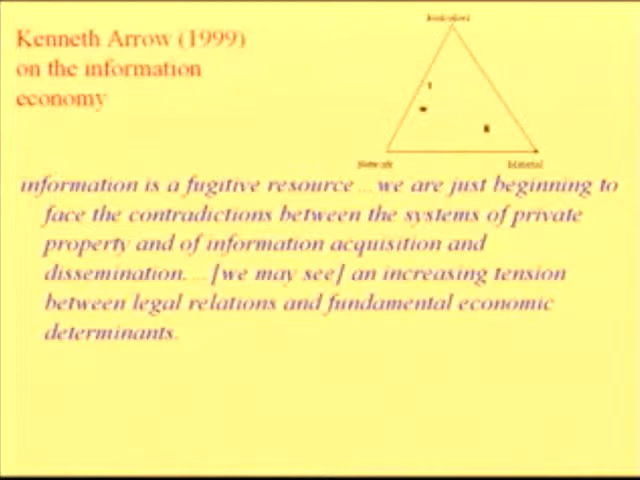 Kenneth Arrow (1999)
on the information
economy
information is a fugitive resource ... we are just beginning to
face the contradictions between the systems of private
property and of information acquisition and
dissemination. ... [we may see] an increasing tension
between legal relations and fundamental economic
determinants.